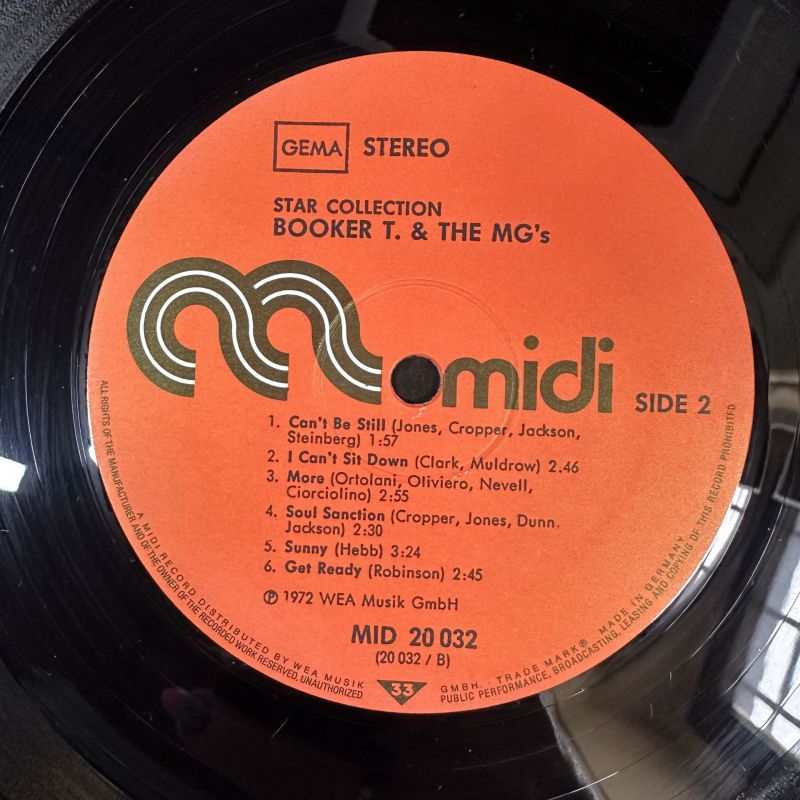 GEMA STEREO
STAR COLLECTION
BOOKER T. & THE MG's
midi SIDE 2
1. Can't Be Still (Jones, Cropper, Jackson,
Steinberg) 1:57
2. I Can't Sit Down (Clark, Muldrow) 2.46
3. More (Ortolani, Oliviero, Nevell,
Ciorciolino) 2:55
4. Soul Sanction (Cropper, Jones, Dunn,
Jackson) 2:30
5. Sunny (Hebb) 3:24
6. Get Ready (Robinson) 2:45
℗ 1972 WEA Musik GmbH
MID 20 032
(20 032 / B)
33
A MIDI RECORD DISTRIBUTED BY WEA MUSIK GMBH. - TRADE MARK® - MADE IN GERMANY
ALL RIGHTS OF THE MANUFACTURER AND OF THE OWNER OF THE RECORDED WORK RESERVED, UNAUTHORIZED PUBLIC PERFORMANCE, BROADCASTING, LEASING AND COPYING OF THIS RECORD PROHIBITED